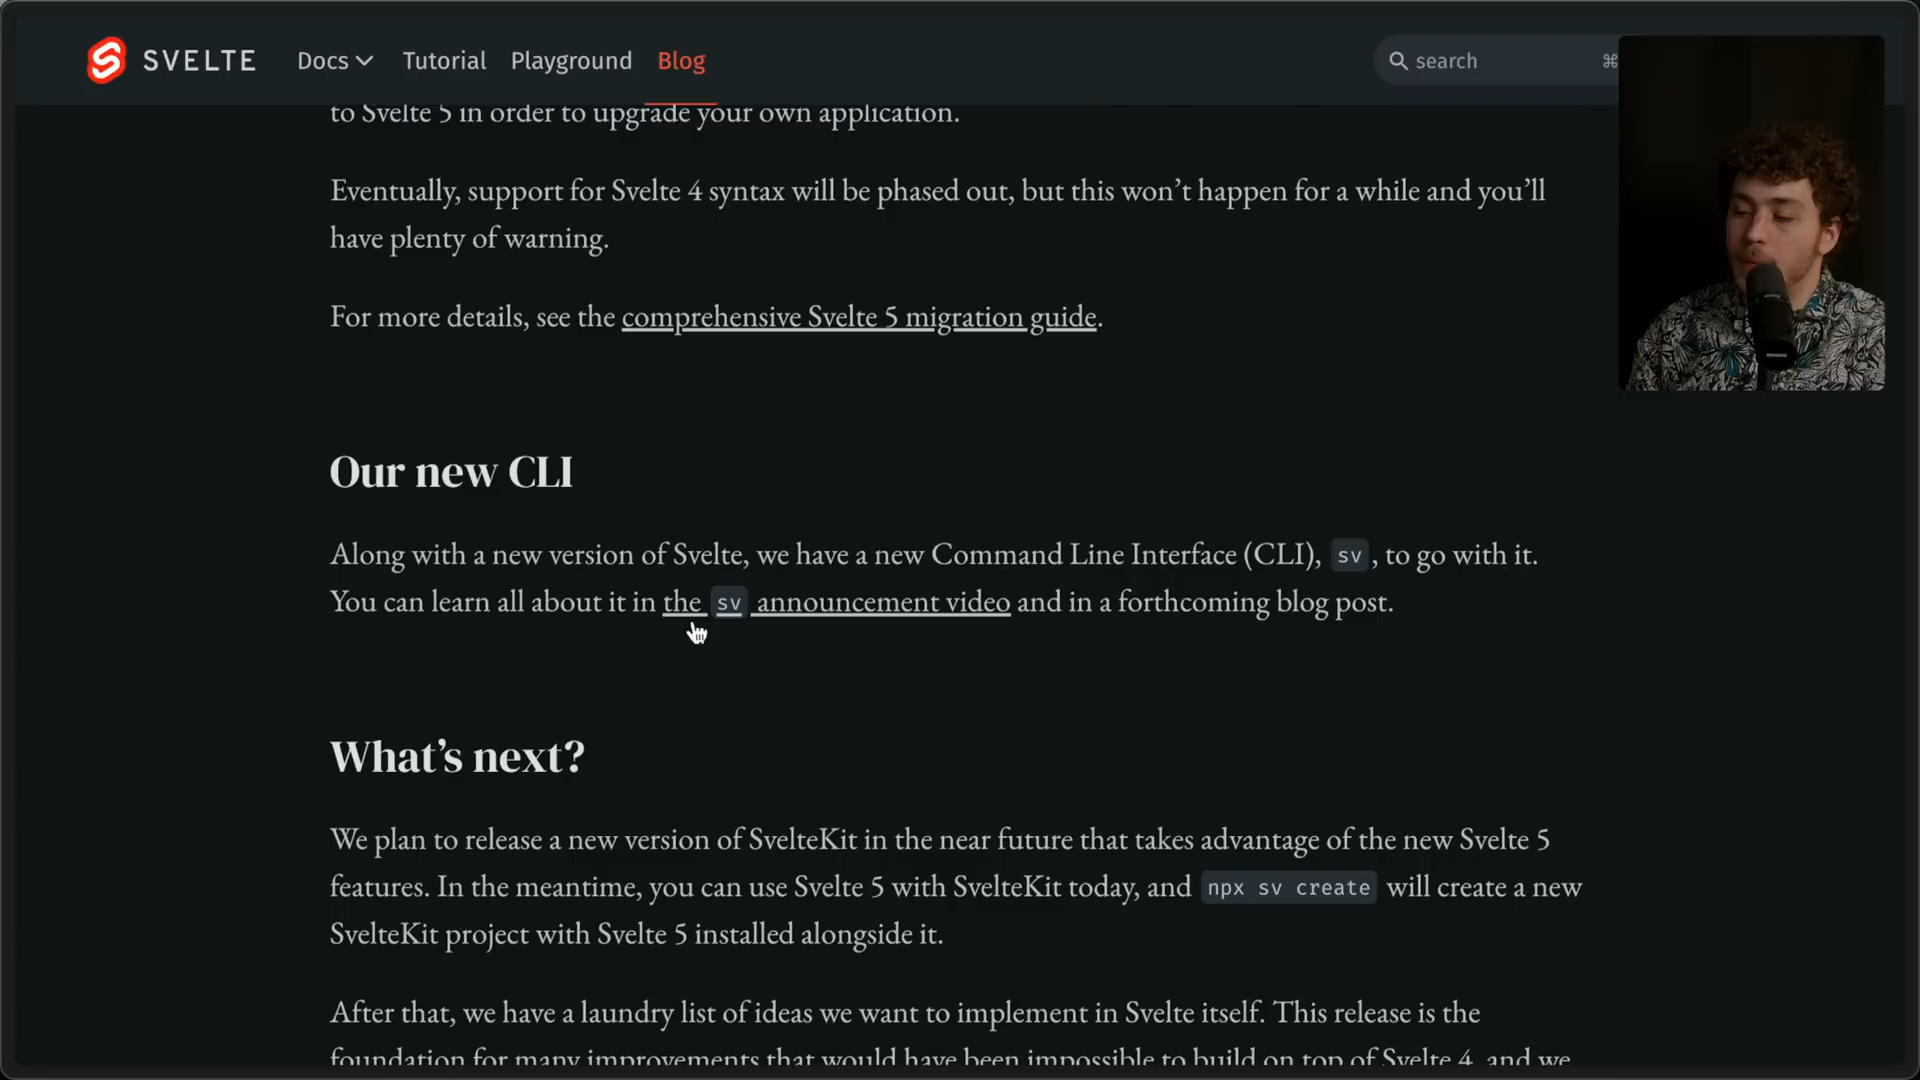 SVELTE Docs Tutorial Playground Blog search ⌘
to Svelte 5 in order to upgrade your own application.
Eventually, support for Svelte 4 syntax will be phased out, but this won’t happen for a while and you’ll
have plenty of warning.
For more details, see the comprehensive Svelte 5 migration guide.
Our new CLI
Along with a new version of Svelte, we have a new Command Line Interface (CLI), sv, to go with it.
You can learn all about it in the sv announcement video and in a forthcoming blog post.
What’s next?
We plan to release a new version of SvelteKit in the near future that takes advantage of the new Svelte 5
features. In the meantime, you can use Svelte 5 with SvelteKit today, and npx sv create will create a new
SvelteKit project with Svelte 5 installed alongside it.
After that, we have a laundry list of ideas we want to implement in Svelte itself. This release is the
foundation for many improvements that would have been impossible to build on top of Svelte 4, and we